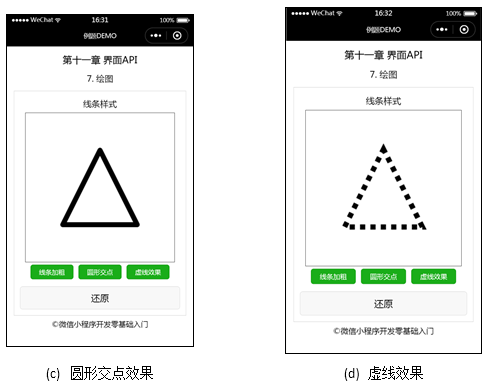 WeChat 16:31 100%
例题DEMO
第十一章 界面API
7. 绘图
线条样式
线条加粗 圆形交点 虚线效果
还原
©微信小程序开发零基础入门
(c) 圆形交点效果
WeChat 16:32 100%
例题DEMO
第十一章 界面API
7. 绘图
线条样式
线条加粗 圆形交点 虚线效果
还原
©微信小程序开发零基础入门
(d) 虚线效果